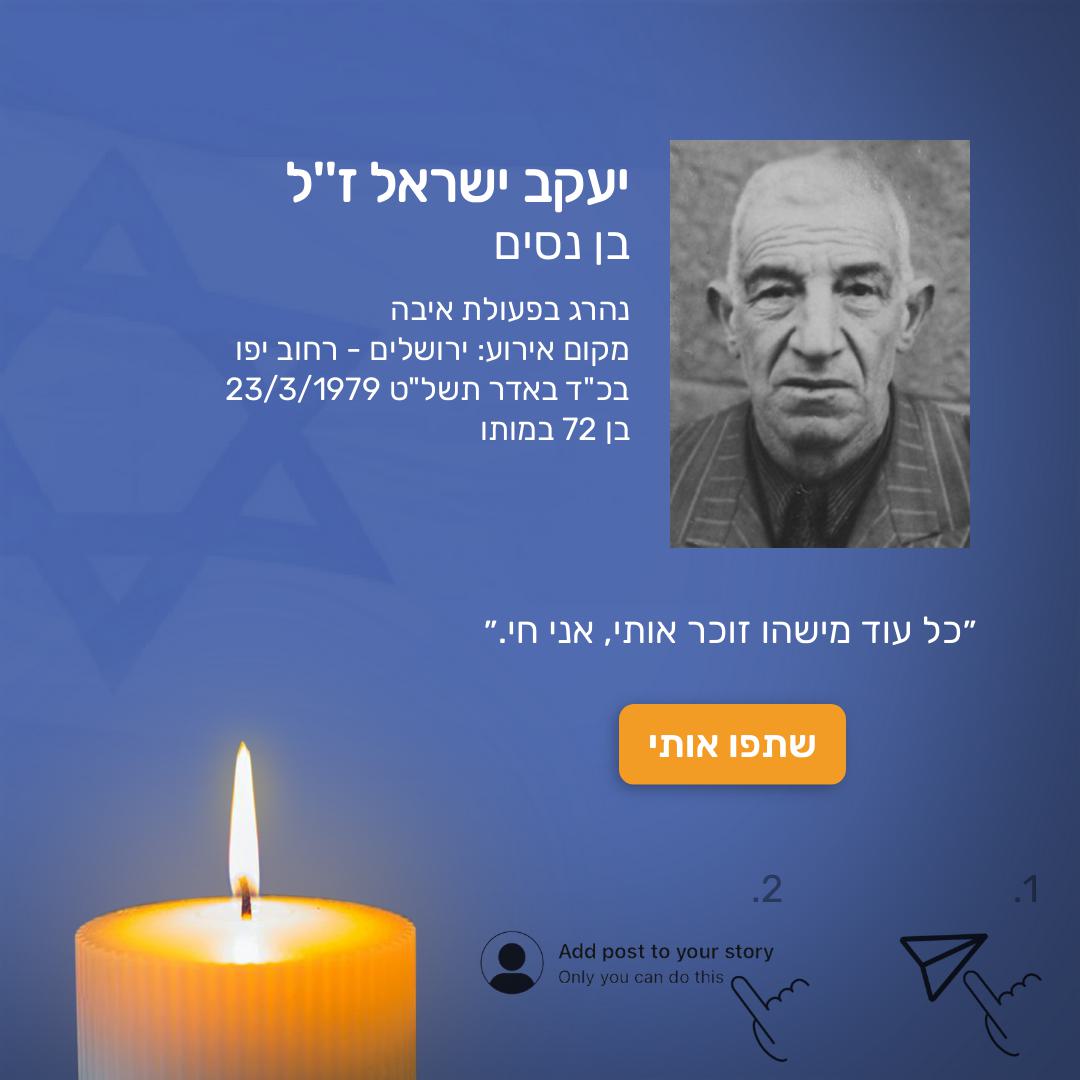 יעקב ישראל ז"ל
בן נסים
נהרג בפעולת איבה
מקום אירוע: ירושלים - רחוב יפו
בכ"ד באדר תשל"ט 23/3/1979
בן 72 במותו
״כל עוד מישהו זוכר אותי, אני חי.״
שתפו אותי
1.
2.
Add post to your story
Only you can do this